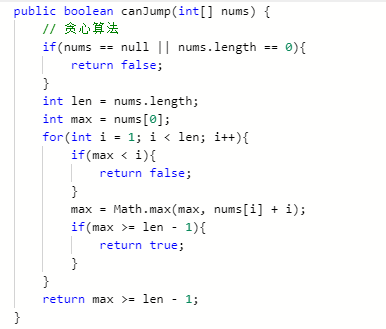 public boolean canJump(int[] nums) {
    // 贪心算法
    if(nums == null || nums.length == 0){
        return false;
    }
    int len = nums.length;
    int max = nums[0];
    for(int i = 1; i < len; i++){
        if(max < i){
            return false;
        }
        max = Math.max(max, nums[i] + i);
        if(max >= len - 1){
            return true;
        }
    }
    return max >= len - 1;
}